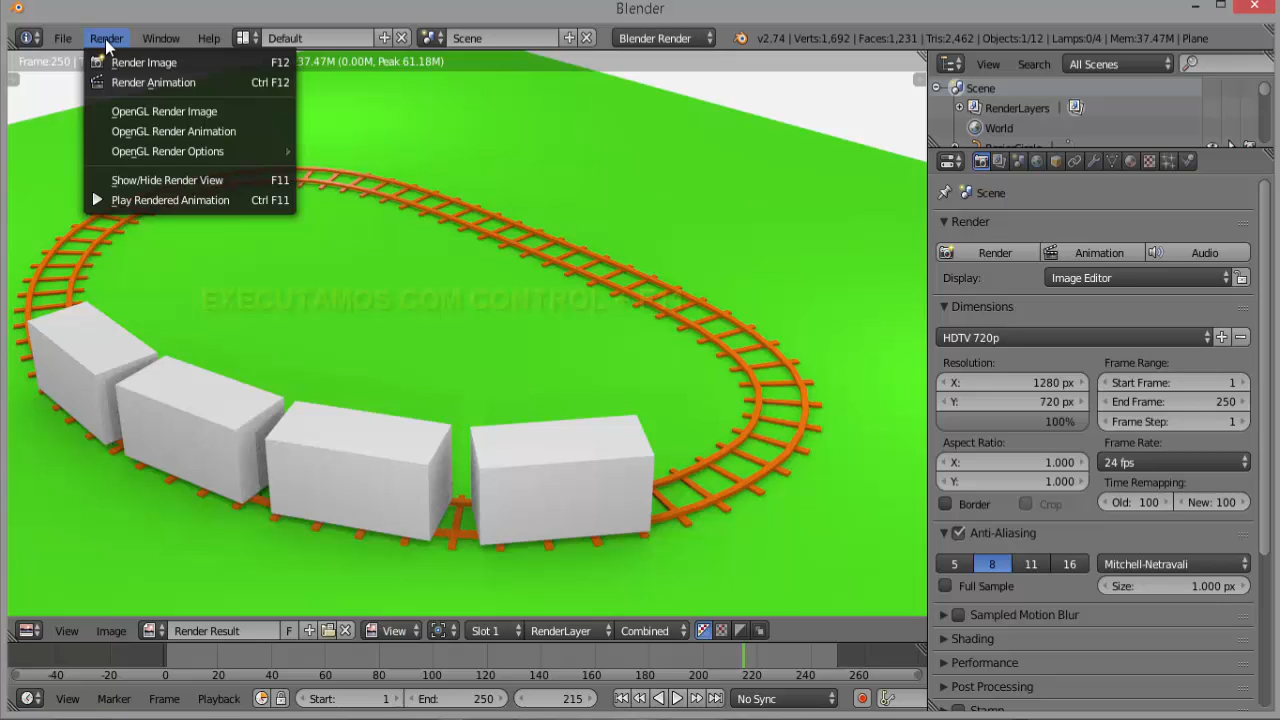 Blender
File Render Window Help Default Scene Blender Render v2.74 | Verts:1,692 | Faces:1,231 | Tris:2,462 | Objects:1/12 | Lamps:0/4 | Mem:37.47M | Plane
Frame:250 | 37.47M (0.00M, Peak 61.18M)
Render Image F12
Render Animation Ctrl F12
OpenGL Render Image
OpenGL Render Animation
OpenGL Render Options
Show/Hide Render View F11
Play Rendered Animation Ctrl F11
EXECUTAMOS COM CONTROL
View Search All Scenes
Scene
RenderLayers
World
Scene
Render
Render Animation Audio
Display: Image Editor
Dimensions
HDTV 720p
Resolution: Frame Range:
X: 1280 px Start Frame: 1
Y: 720 px End Frame: 250
100% Frame Step: 1
Aspect Ratio: Frame Rate:
X: 1.000 24 fps
Y: 1.000 Time Remapping:
Border Crop Old: 100 New: 100
Anti-Aliasing
5 8 11 16 Mitchell-Netravali
Full Sample Size: 1.000 px
Sampled Motion Blur
Shading
Performance
Post Processing
Stamp
View Image Render Result F View Slot 1 RenderLayer Combined
-40 -20 0 20 40 60 80 100 120 140 160 180 200 220 240 260
View Marker Frame Playback Start: 1 End: 250 215 No Sync